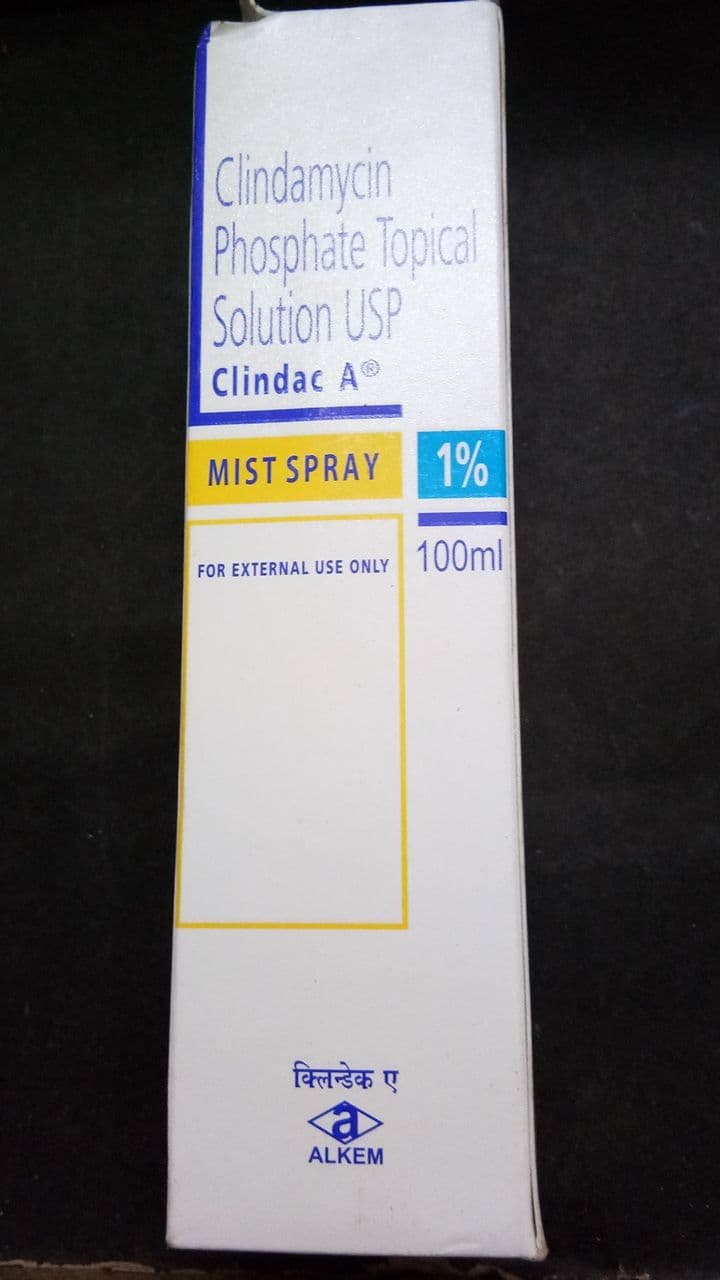 Clindamycin
Phosphate Topical
Solution USP
Clindac A®
MIST SPRAY
1%
FOR EXTERNAL USE ONLY
100ml
क्लिन्डेक ए
a
ALKEM